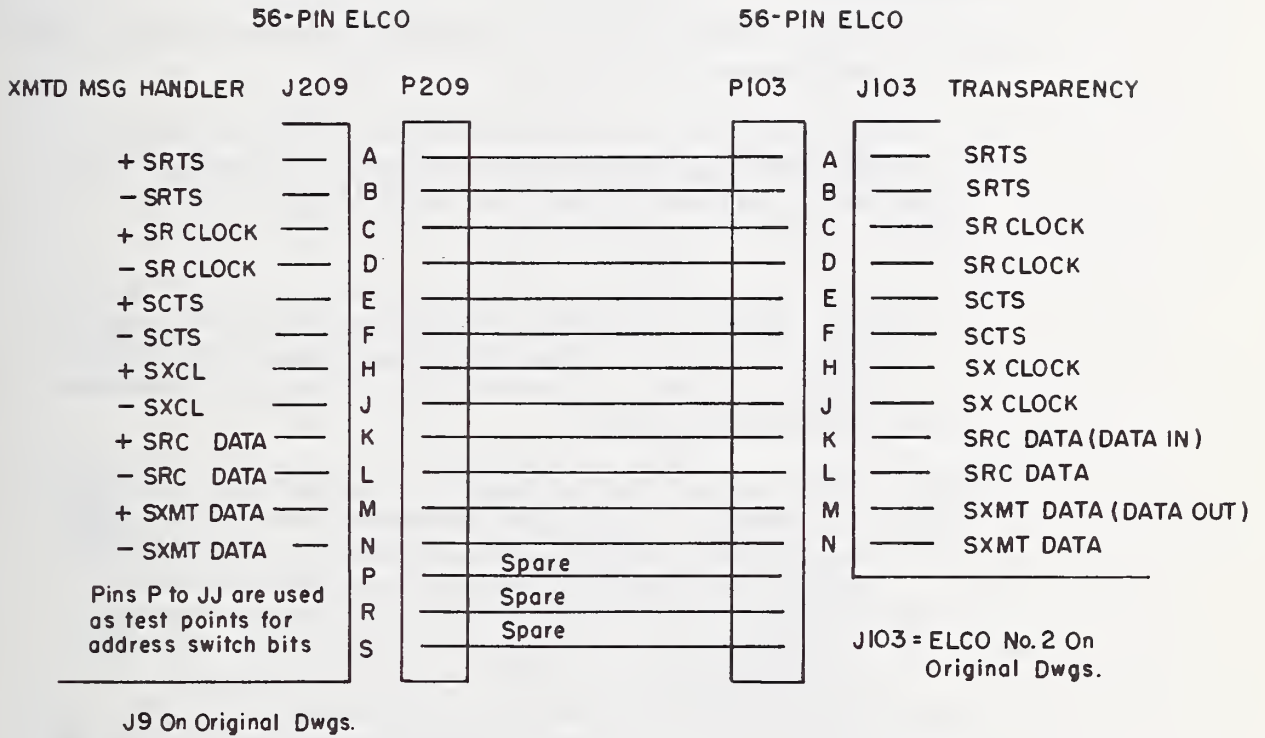 56-PIN ELCO 56-PIN ELCO
XMTD MSG HANDLER J209 P209 P103 J103 TRANSPARENCY
+ SRTS A A SRTS
- SRTS B B SRTS
+ SR CLOCK C C SR CLOCK
- SR CLOCK D D SR CLOCK
+ SCTS E E SCTS
- SCTS F F SCTS
+ SXCL H H SX CLOCK
- SXCL J J SX CLOCK
+ SRC DATA K K SRC DATA (DATA IN)
- SRC DATA L L SRC DATA
+ SXMT DATA M M SXMT DATA (DATA OUT)
- SXMT DATA N N SXMT DATA
P Spare
R Spare
S Spare
Pins P to JJ are used
as test points for
address switch bits
J103 = ELCO No. 2 On
Original Dwgs.
J9 On Original Dwgs.